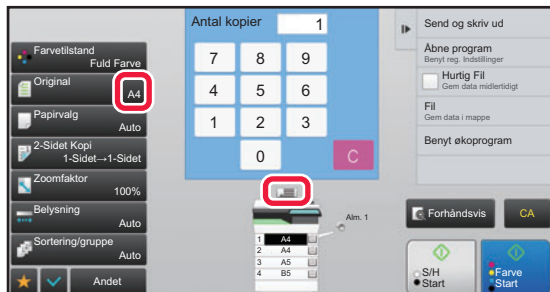 Farvetilstand
Fuld Farve
Original
A4
Papirvalg
Auto
2-Sidet Kopi
1-Sidet→1-Sidet
Zoomfaktor
100%
Belysning
Auto
Sortering/gruppe
Auto
Andet
Antal kopier
1
7 8 9
4 5 6
1 2 3
0
C
Alm. 1
1 A4
2 A4
3 A5
4 B5
Send og skriv ud
Åbne program
Benyt reg. Indstillinger
Hurtig Fil
Gem data midlertidigt
Fil
Gem data i mappe
Benyt økoprogram
Forhåndsvis
CA
S/H
Start
Farve
Start